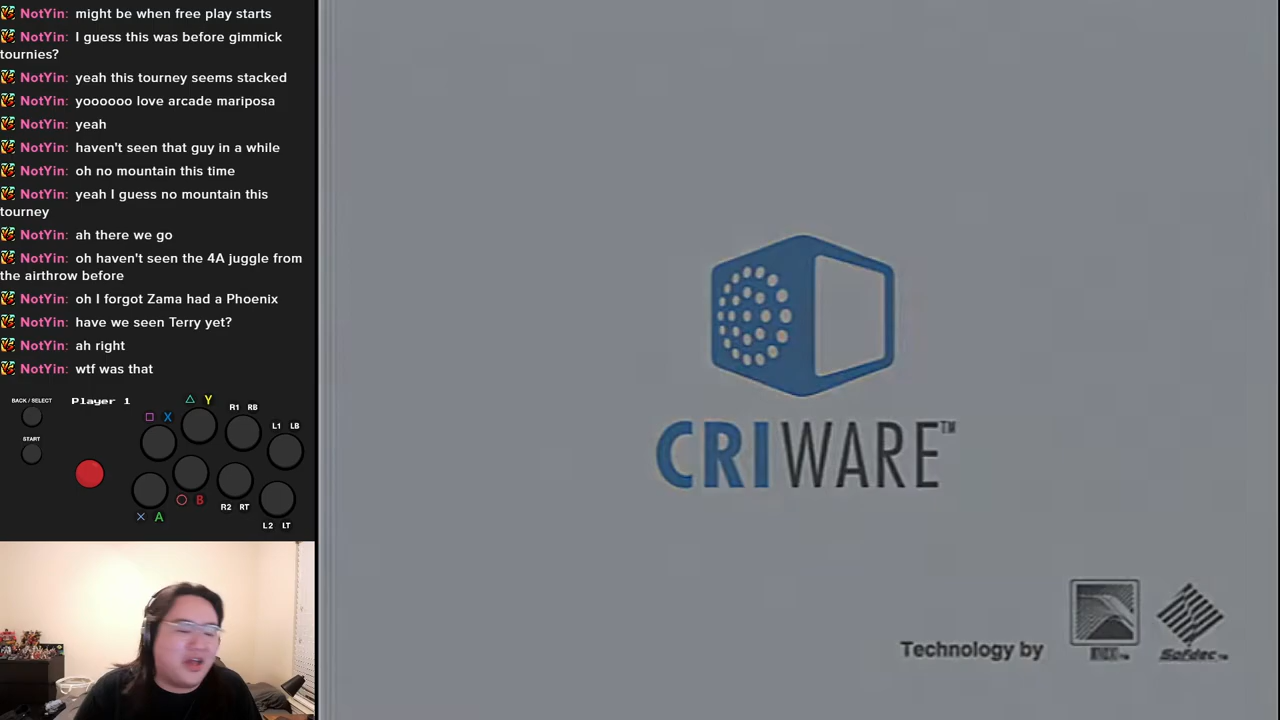 NotYin: might be when free play starts
NotYin: I guess this was before gimmick
tournies?
NotYin: yeah this tourney seems stacked
NotYin: yoooooo love arcade mariposa
NotYin: yeah
NotYin: haven't seen that guy in a while
NotYin: oh no mountain this time
NotYin: yeah I guess no mountain this
tourney
NotYin: ah there we go
NotYin: oh haven't seen the 4A juggle from
the airthrow before
NotYin: oh I forgot Zama had a Phoenix
NotYin: have we seen Terry yet?
NotYin: ah right
NotYin: wtf was that
BACK / SELECT
Player 1
START
X
Y
R1 RB
L1 LB
A
B
R2 RT
L2 LT
CRIWARE™
Technology by
Sofdec